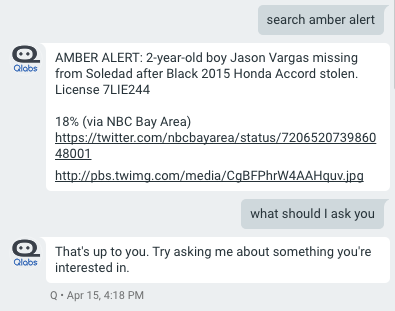 search amber alert
AMBER ALERT: 2-year-old boy Jason Vargas missing
from Soledad after Black 2015 Honda Accord stolen.
License 7LIE244
18% (via NBC Bay Area)
https://twitter.com/nbcbayarea/status/7206520739860
48001
http://pbs.twimg.com/media/CgBFPhrW4AAHquv.jpg
Qlabs
what should I ask you
That's up to you. Try asking me about something you're
interested in.
Qlabs
Q • Apr 15, 4:18 PM